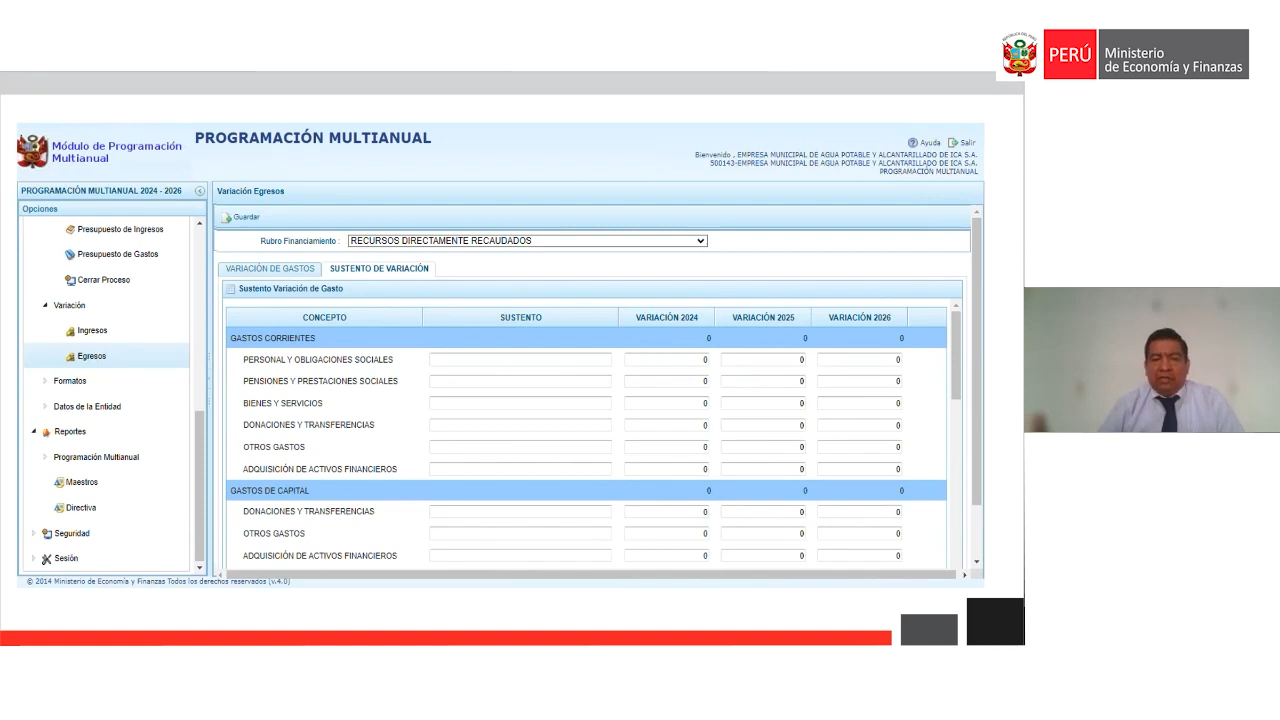 REPÚBLICA DEL PERÚ
PERÚ
Ministerio
de Economía y Finanzas
Módulo de Programación
Multianual
PROGRAMACIÓN MULTIANUAL
Ayuda
Salir
Bienvenido , EMPRESA MUNICIPAL DE AGUA POTABLE Y ALCANTARILLADO DE ICA S.A.
500143-EMPRESA MUNICIPAL DE AGUA POTABLE Y ALCANTARILLADO DE ICA S.A.
PROGRAMACIÓN MULTIANUAL
PROGRAMACIÓN MULTIANUAL 2024 - 2026
Opciones
Presupuesto de Ingresos
Presupuesto de Gastos
Cerrar Proceso
Variación
Ingresos
Egresos
Formatos
Datos de la Entidad
Reportes
Programación Multianual
Maestros
Directiva
Seguridad
Sesión
Variación Egresos
Guardar
Rubro Financiamiento : RECURSOS DIRECTAMENTE RECAUDADOS
VARIACIÓN DE GASTOS SUSTENTO DE VARIACIÓN
Sustento Variación de Gasto
CONCEPTO SUSTENTO VARIACIÓN 2024 VARIACIÓN 2025 VARIACIÓN 2026
GASTOS CORRIENTES 0 0 0
PERSONAL Y OBLIGACIONES SOCIALES 0 0 0
PENSIONES Y PRESTACIONES SOCIALES 0 0 0
BIENES Y SERVICIOS 0 0 0
DONACIONES Y TRANSFERENCIAS 0 0 0
OTROS GASTOS 0 0 0
ADQUISICIÓN DE ACTIVOS FINANCIEROS 0 0 0
GASTOS DE CAPITAL 0 0 0
DONACIONES Y TRANSFERENCIAS 0 0 0
OTROS GASTOS 0 0 0
ADQUISICIÓN DE ACTIVOS FINANCIEROS 0 0 0
© 2014 Ministerio de Economía y Finanzas Todos los derechos reservados (v.4.0)